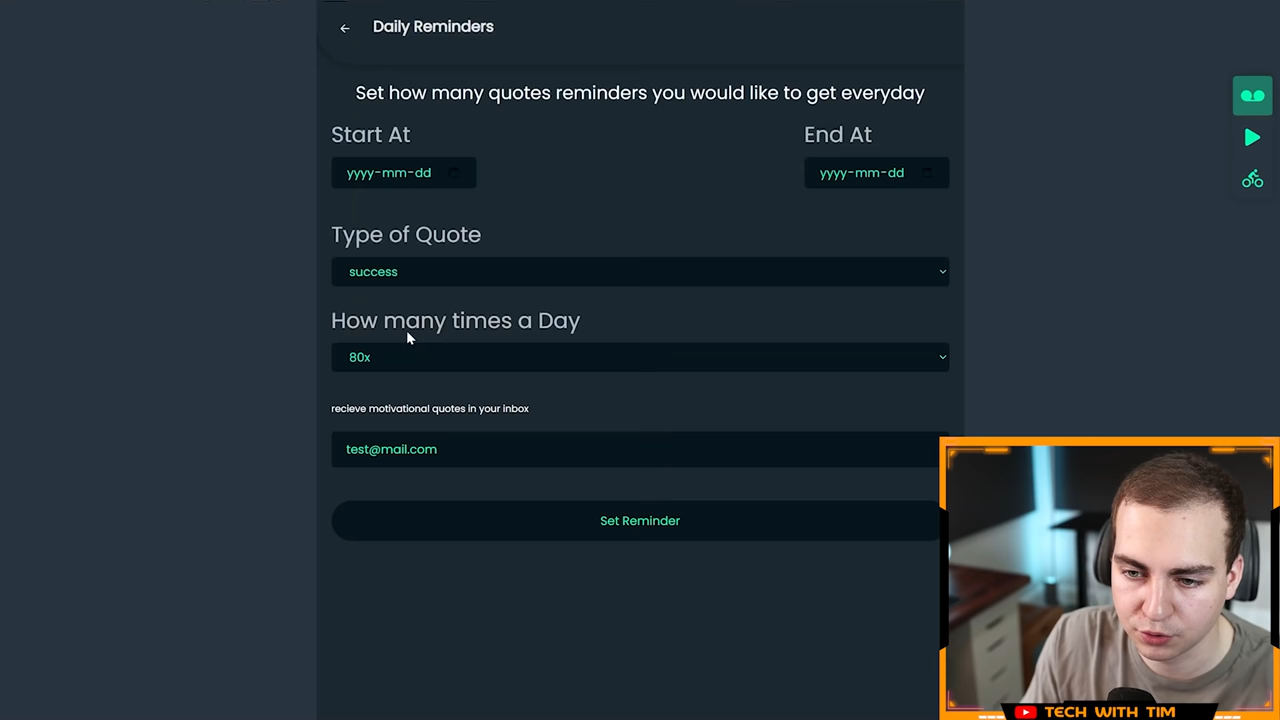 Daily Reminders
Set how many quotes reminders you would like to get everyday
Start At
End At
yyyy-mm-dd
yyyy-mm-dd
Type of Quote
success
How many times a Day
80x
recieve motivational quotes in your inbox
test@mail.com
Set Reminder
TECH WITH TIM